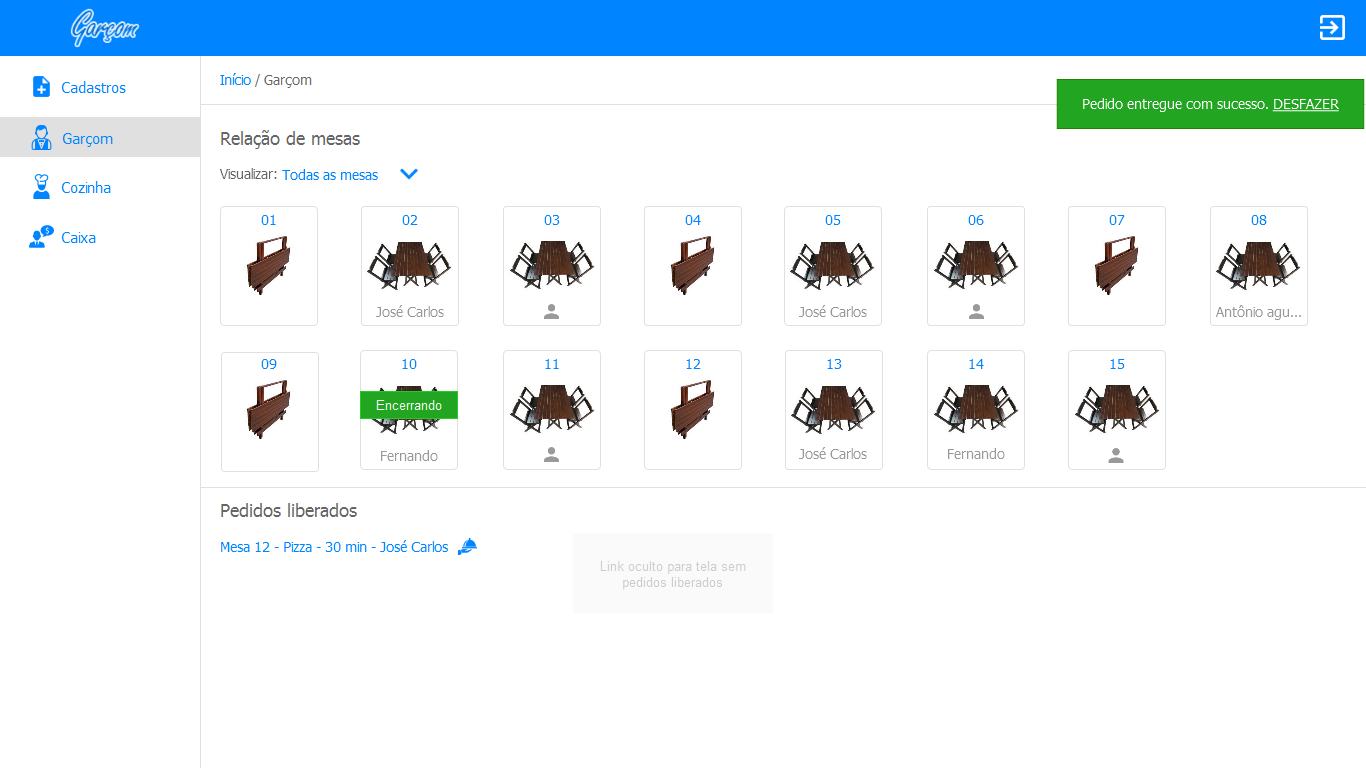 Garçom
Cadastros
Garçom
Cozinha
$
Caixa
Início / Garçom
Pedido entregue com sucesso. DESFAZER
Relação de mesas
Visualizar: Todas as mesas
01 02 03 04 05 06 07 08
José Carlos José Carlos Antônio agu...
09 10 11 12 13 14 15
Encerrando
Fernando José Carlos Fernando
Pedidos liberados
Mesa 12 - Pizza - 30 min - José Carlos
Link oculto para tela sem
pedidos liberados